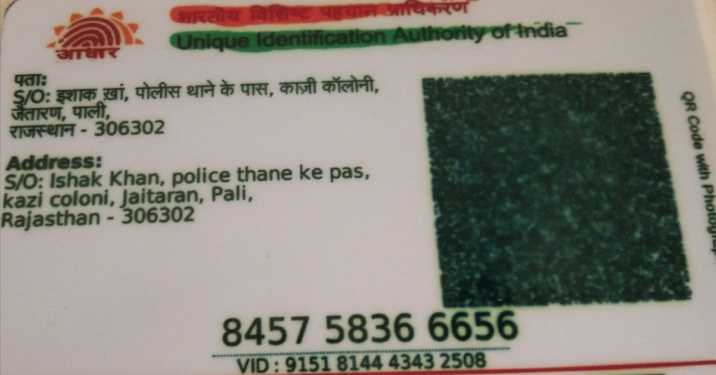 भारतीय विशिष्ट पहचान आधिकरण
Unique Identification Authority of India
आधार
पता:
S/O: इशाक ख़ां, पोलीस थाने के पास, काज़ी कॉलोनी,
जैतारण, पाली,
राजस्थान - 306302
Address:
S/O: Ishak Khan, police thane ke pas,
kazi coloni, Jaitaran, Pali,
Rajasthan - 306302
QR Code with
8457 5836 6656
VID : 9151 8144 4343 2508